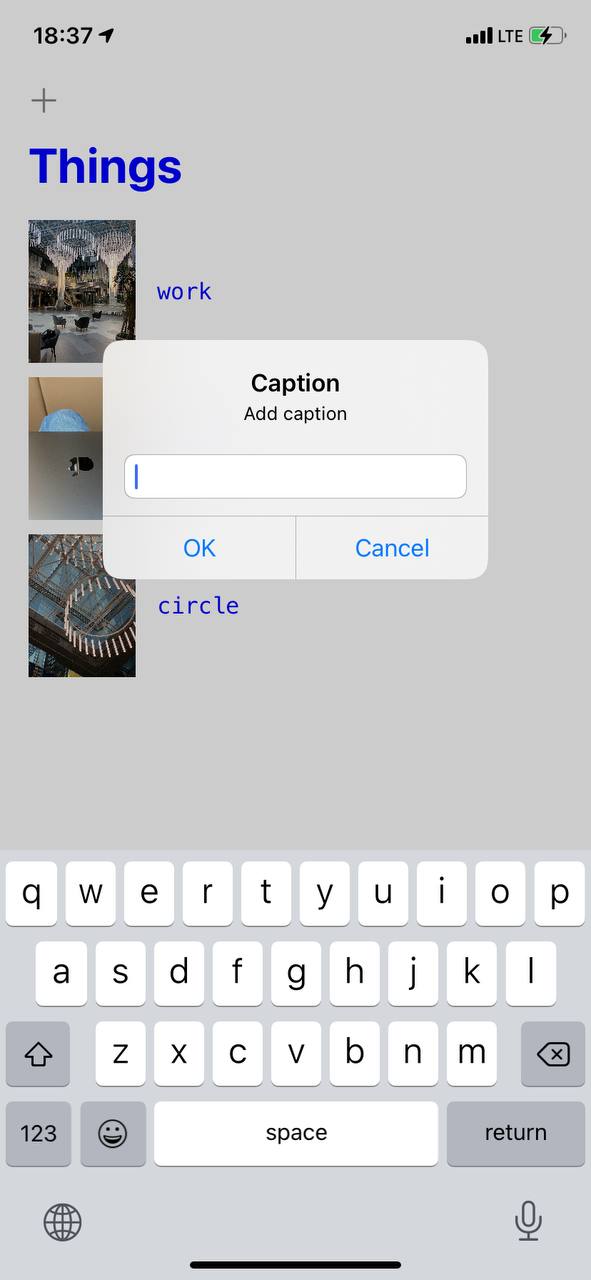 18:37 LTE
+
Things
work
Caption
Add caption
OK Cancel
circle
q w e r t y u i o p
a s d f g h j k l
z x c v b n m
123 space return